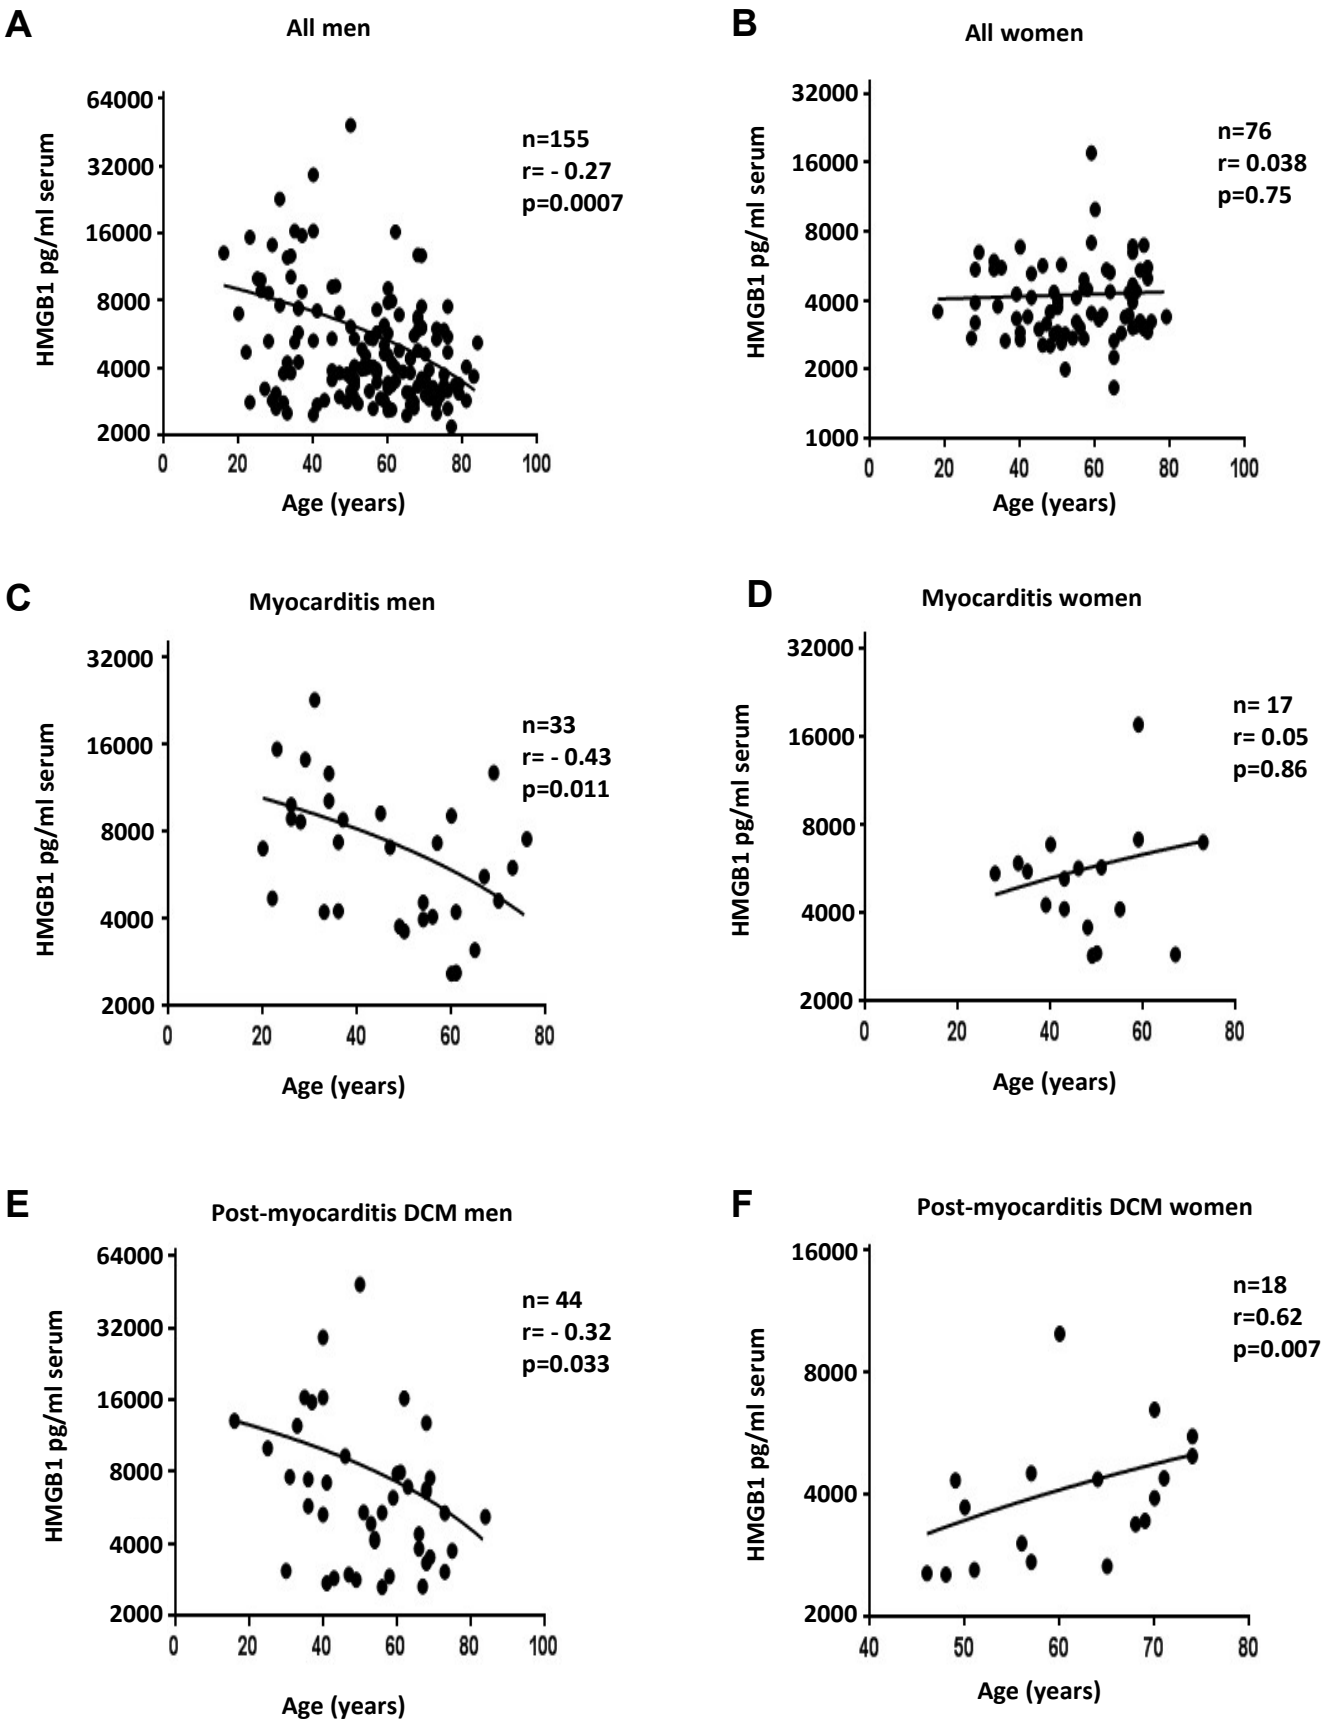 A
All men
64000
32000
16000
8000
4000
2000
HMGB1 pg/ml serum
n=155
r= - 0.27
p=0.0007
0 20 40 60 80 100
Age (years)
B
All women
32000
16000
8000
4000
2000
1000
HMGB1 pg/ml serum
n=76
r= 0.038
p=0.75
0 20 40 60 80 100
Age (years)
C
Myocarditis men
32000
16000
8000
4000
2000
HMGB1 pg/ml serum
n=33
r= - 0.43
p=0.011
0 20 40 60 80
Age (years)
D
Myocarditis women
32000
16000
8000
4000
2000
HMGB1 pg/ml serum
n= 17
r= 0.05
p=0.86
0 20 40 60 80
Age (years)
E
Post-myocarditis DCM men
64000
32000
16000
8000
4000
2000
HMGB1 pg/ml serum
n= 44
r= - 0.32
p=0.033
0 20 40 60 80 100
Age (years)
F
Post-myocarditis DCM women
16000
8000
4000
2000
HMGB1 pg/ml serum
n=18
r=0.62
p=0.007
40 50 60 70 80
Age (years)